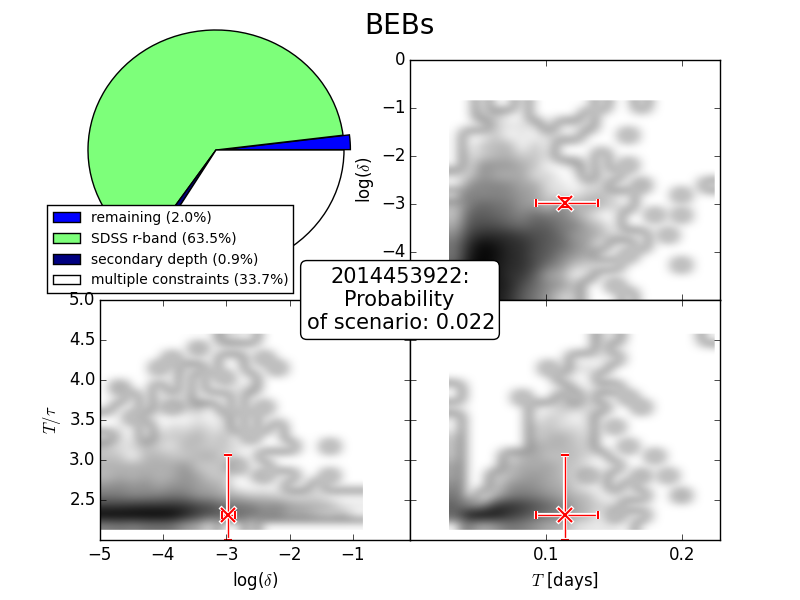 BEBs
remaining (2.0%)
SDSS r-band (63.5%)
secondary depth (0.9%)
multiple constraints (33.7%)
0
−1
−2
−3
−4
log(δ)
2014453922:
Probability
of scenario: 0.022
5.0
4.5
4.0
3.5
3.0
2.5
T/τ
−5 −4 −3 −2 −1
log(δ)
0.1 0.2
T [days]